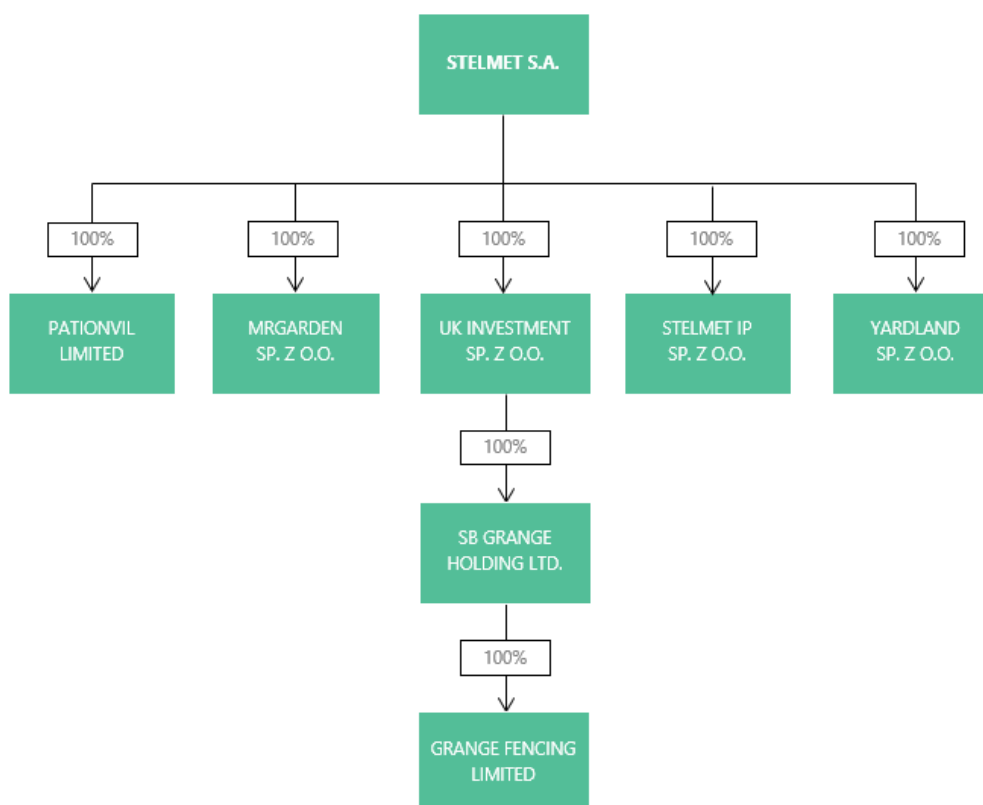 STELMET S.A.
100%
100%
100%
100%
100%
PATIONVIL
LIMITED
MRGARDEN
SP. Z O.O.
UK INVESTMENT
SP. Z O.O.
STELMET IP
SP. Z O.O.
YARDLAND
SP. Z O.O.
100%
SB GRANGE
HOLDING LTD.
100%
GRANGE FENCING
LIMITED